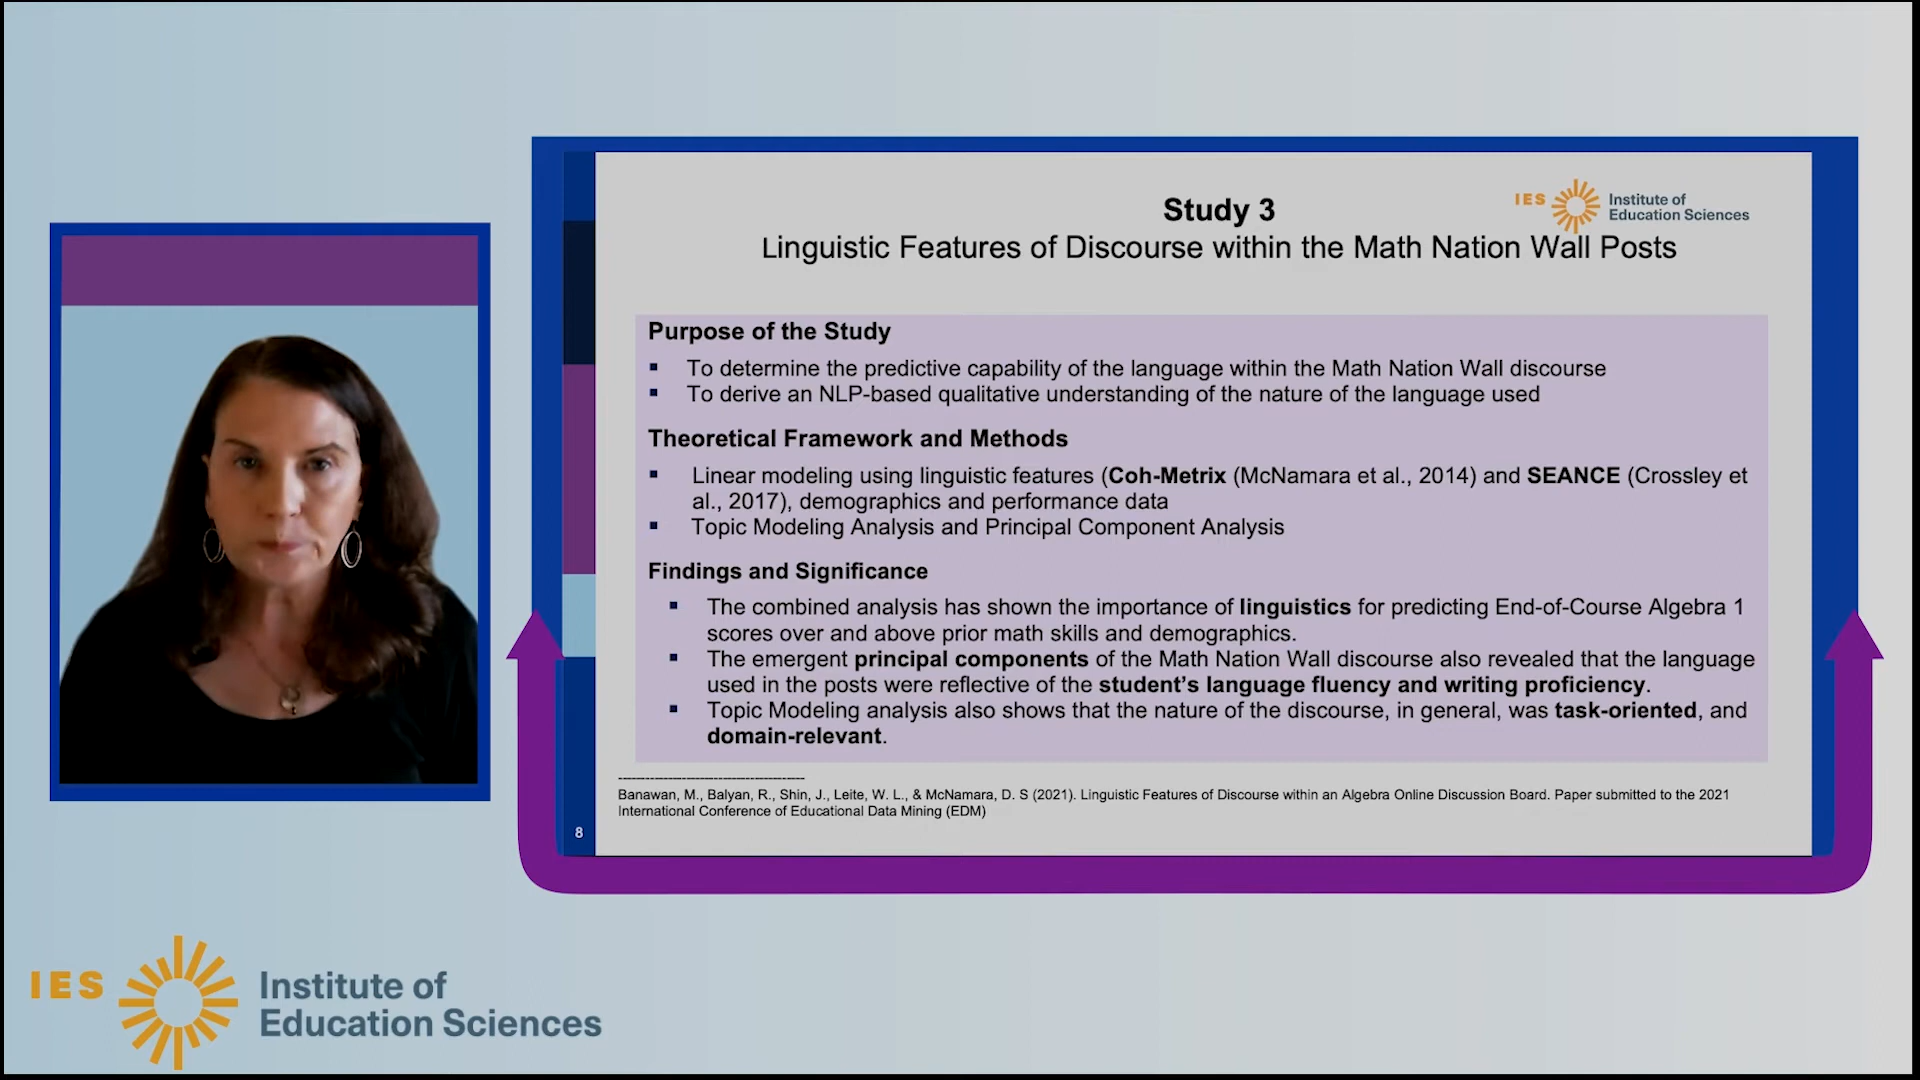 Study 3
IES Institute of
Education Sciences
Linguistic Features of Discourse within the Math Nation Wall Posts
Purpose of the Study
▪ To determine the predictive capability of the language within the Math Nation Wall discourse
▪ To derive an NLP-based qualitative understanding of the nature of the language used
Theoretical Framework and Methods
▪ Linear modeling using linguistic features (Coh-Metrix (McNamara et al., 2014) and SEANCE (Crossley et
al., 2017), demographics and performance data
▪ Topic Modeling Analysis and Principal Component Analysis
Findings and Significance
▪ The combined analysis has shown the importance of linguistics for predicting End-of-Course Algebra 1
scores over and above prior math skills and demographics.
▪ The emergent principal components of the Math Nation Wall discourse also revealed that the language
used in the posts were reflective of the student's language fluency and writing proficiency.
▪ Topic Modeling analysis also shows that the nature of the discourse, in general, was task-oriented, and
domain-relevant.
Banawan, M., Balyan, R., Shin, J., Leite, W. L., & McNamara, D. S (2021). Linguistic Features of Discourse within an Algebra Online Discussion Board. Paper submitted to the 2021
International Conference of Educational Data Mining (EDM)
8
IES Institute of
Education Sciences